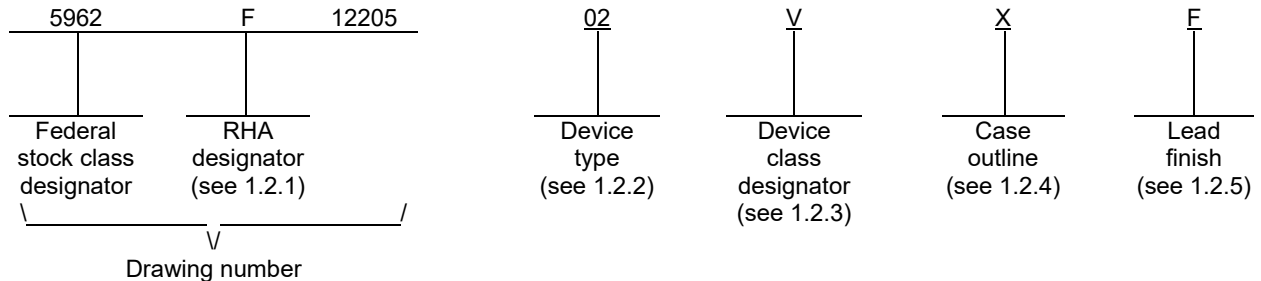 5962 F 12205 02 V X F
Federal stock class designator
RHA designator (see 1.2.1)
Device type (see 1.2.2)
Device class designator (see 1.2.3)
Case outline (see 1.2.4)
Lead finish (see 1.2.5)
Drawing number